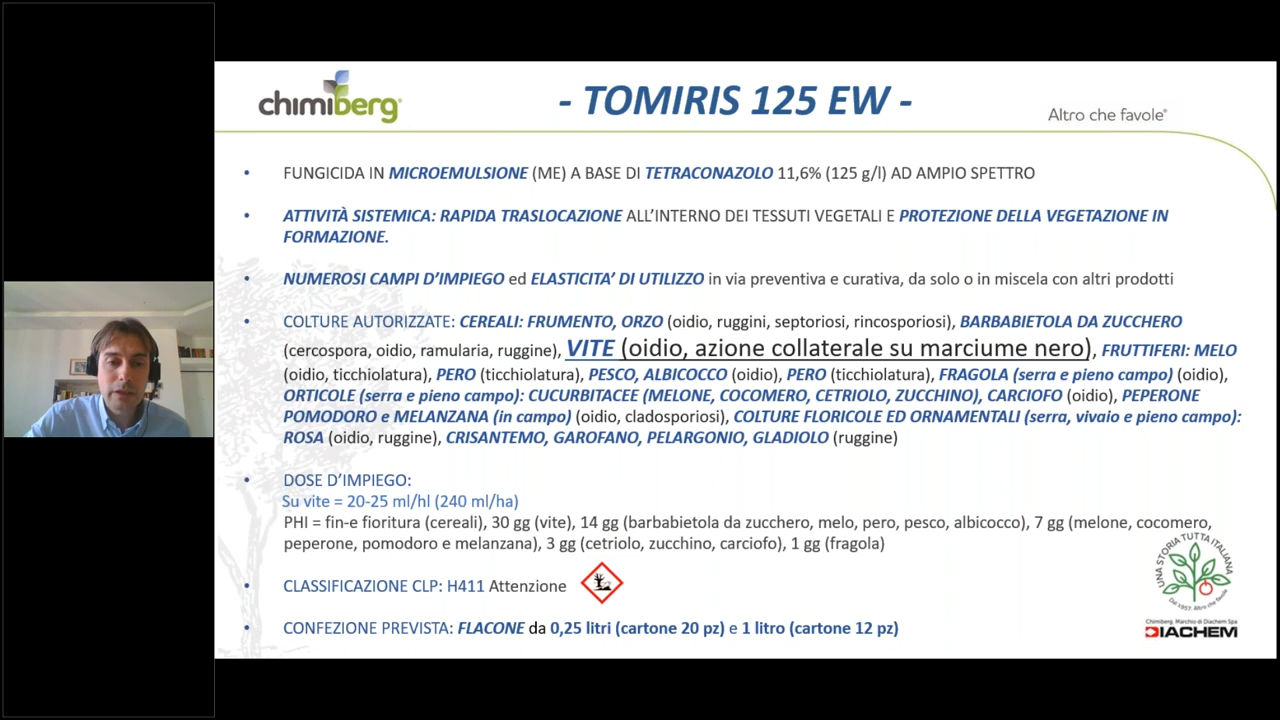 chimiberg®
- TOMIRIS 125 EW -
Altro che favole®
• FUNGICIDA IN MICROEMULSIONE (ME) A BASE DI TETRACONAZOLO 11,6% (125 g/l) AD AMPIO SPETTRO
• ATTIVITÀ SISTEMICA: RAPIDA TRASLOCAZIONE ALL'INTERNO DEI TESSUTI VEGETALI E PROTEZIONE DELLA VEGETAZIONE IN
FORMAZIONE.
• NUMEROSI CAMPI D'IMPIEGO ed ELASTICITA' DI UTILIZZO in via preventiva e curativa, da solo o in miscela con altri prodotti
• COLTURE AUTORIZZATE: CEREALI: FRUMENTO, ORZO (oidio, ruggini, septoriosi, rincosporiosi), BARBABIETOLA DA ZUCCHERO
(cercospora, oidio, ramularia, ruggine), VITE (oidio, azione collaterale su marciume nero), FRUTTIFERI: MELO
(oidio, ticchiolatura), PERO (ticchiolatura), PESCO, ALBICOCCO (oidio), PERO (ticchiolatura), FRAGOLA (serra e pieno campo) (oidio),
ORTICOLE (serra e pieno campo): CUCURBITACEE (MELONE, COCOMERO, CETRIOLO, ZUCCHINO), CARCIOFO (oidio), PEPERONE
POMODORO e MELANZANA (in campo) (oidio, cladosporiosi), COLTURE FLORICOLE ED ORNAMENTALI (serra, vivaio e pieno campo):
ROSA (oidio, ruggine), CRISANTEMO, GAROFANO, PELARGONIO, GLADIOLO (ruggine)
• DOSE D'IMPIEGO:
Su vite = 20-25 ml/hl (240 ml/ha)
PHI = fin-e fioritura (cereali), 30 gg (vite), 14 gg (barbabietola da zucchero, melo, pero, pesco, albicocco), 7 gg (melone, cocomero,
peperone, pomodoro e melanzana), 3 gg (cetriolo, zucchino, carciofo), 1 gg (fragola)
• CLASSIFICAZIONE CLP: H411 Attenzione
• CONFEZIONE PREVISTA: FLACONE da 0,25 litri (cartone 20 pz) e 1 litro (cartone 12 pz)
UNA STORIA TUTTA ITALIANA
Dal 1957. Altro che favole
Chimiberg. Marchio di Diachem Spa
DIACHEM